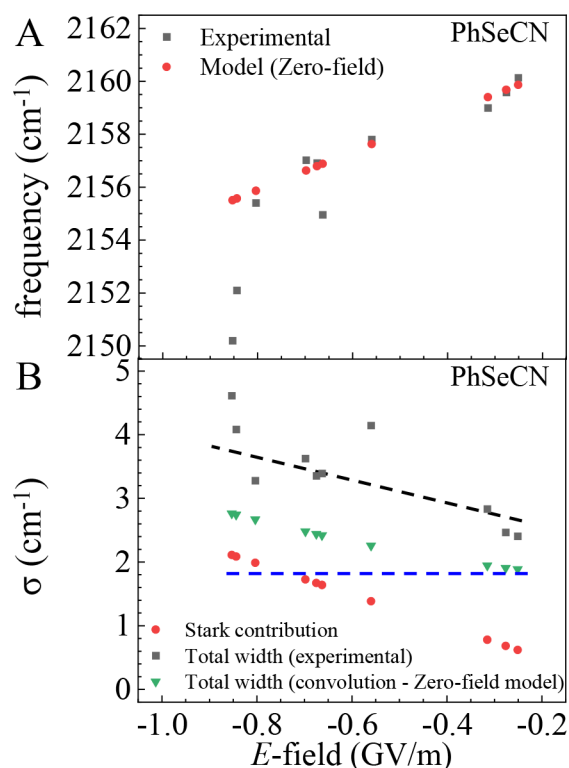 A
PhSeCN
Experimental
Model (Zero-field)
frequency (cm-1)
2162
2160
2158
2156
2154
2152
2150
B
PhSeCN
σ (cm-1)
5
4
3
2
1
0
Stark contribution
Total width (experimental)
Total width (convolution - Zero-field model)
-1.0 -0.8 -0.6 -0.4 -0.2
E-field (GV/m)